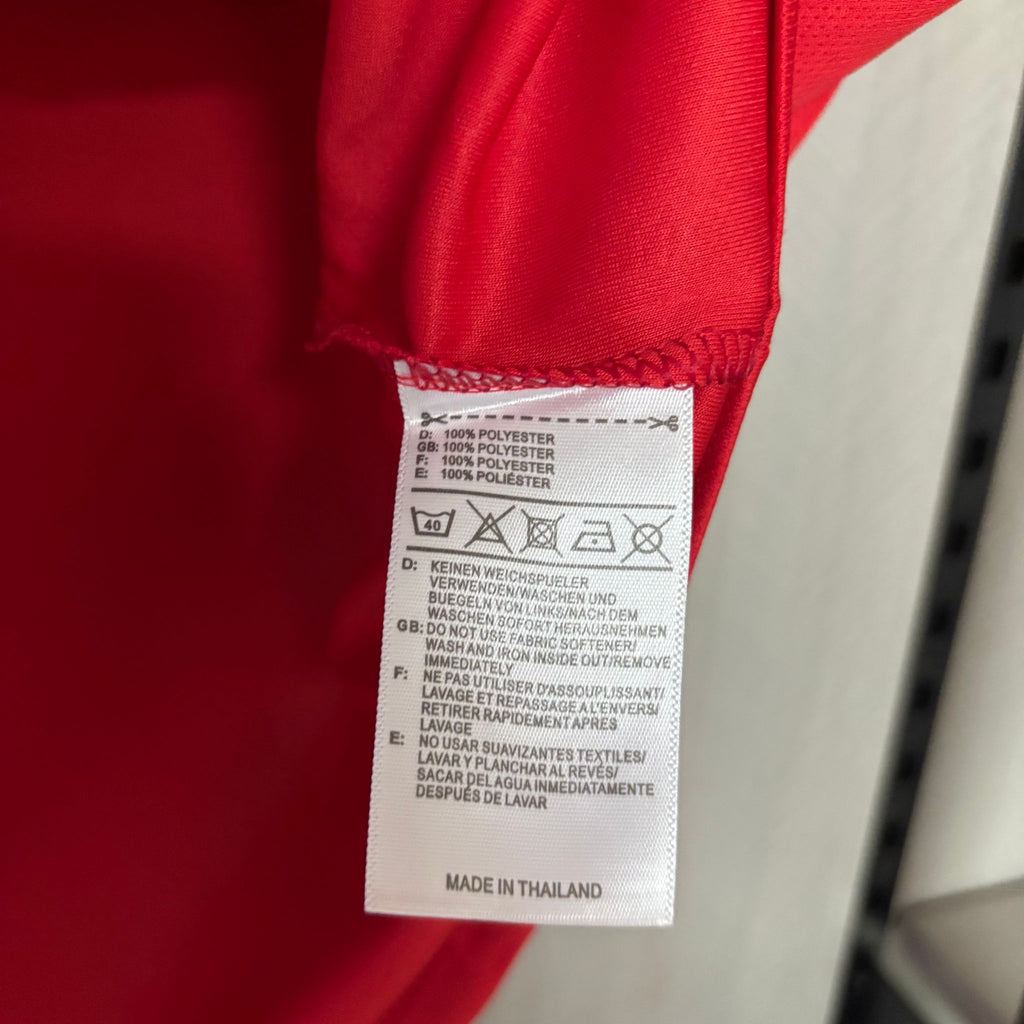 D: 100% POLYESTER
GB: 100% POLYESTER
F: 100% POLYESTER
E: 100% POLIÉSTER
40
D: KEINEN WEICHSPUELER
VERWENDEN/WASCHEN UND
BUEGELN VON LINKS/NACH DEM
WASCHEN SOFORT HERAUSNEHMEN
GB: DO NOT USE FABRIC SOFTENER/
WASH AND IRON INSIDE OUT/REMOVE
IMMEDIATELY
F: NE PAS UTILISER D'ASSOUPLISSANT/
LAVAGE ET REPASSAGE A L'ENVERS/
RETIRER RAPIDEMENT APRES
LAVAGE
E: NO USAR SUAVIZANTES TEXTILES/
LAVAR Y PLANCHAR AL REVÉS/
SACAR DEL AGUA INMEDIATAMENTE
DESPUÉS DE LAVAR
MADE IN THAILAND